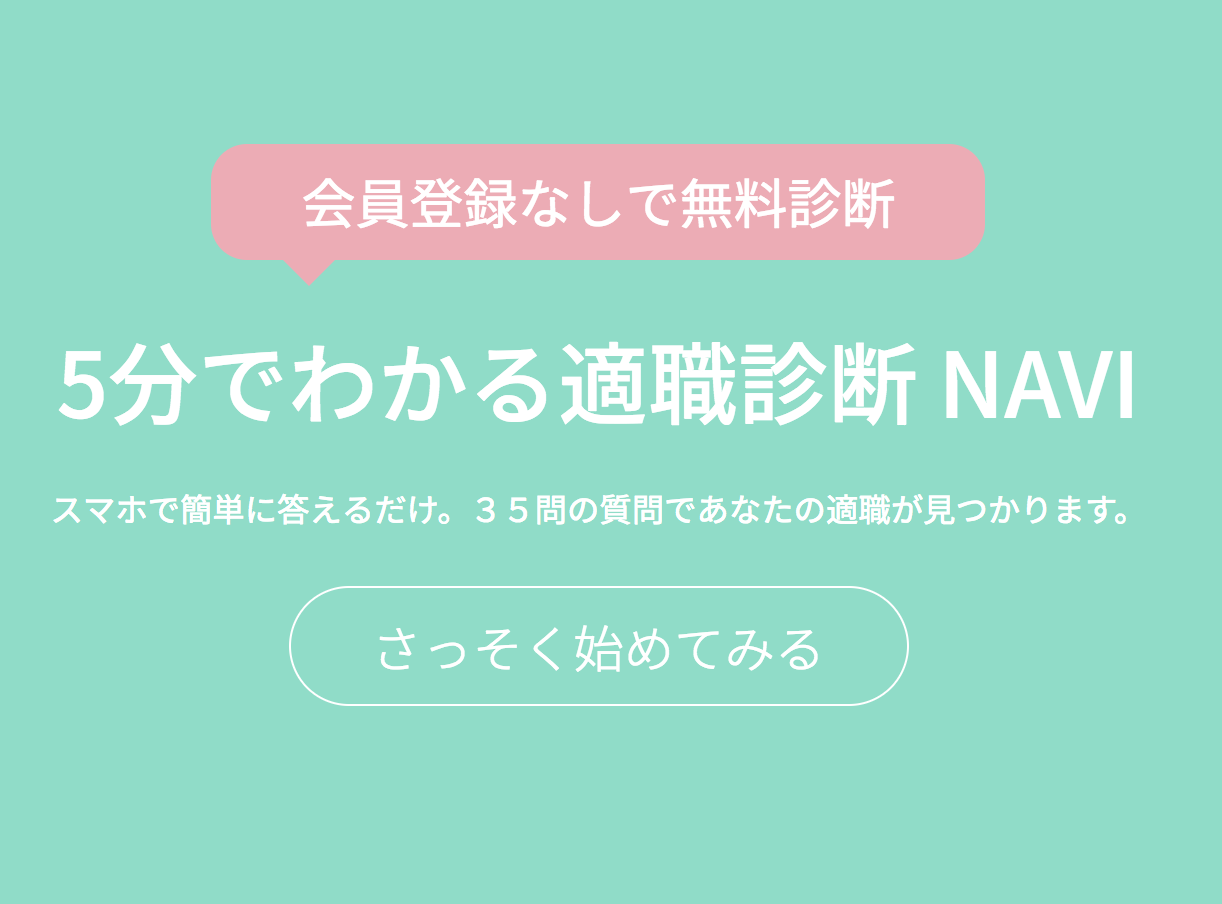 会員登録なしで無料診断
5分でわかる適職診断 NAVI
スマホで簡単に答えるだけ。３５問の質問であなたの適職が見つかります。
さっそく始めてみる